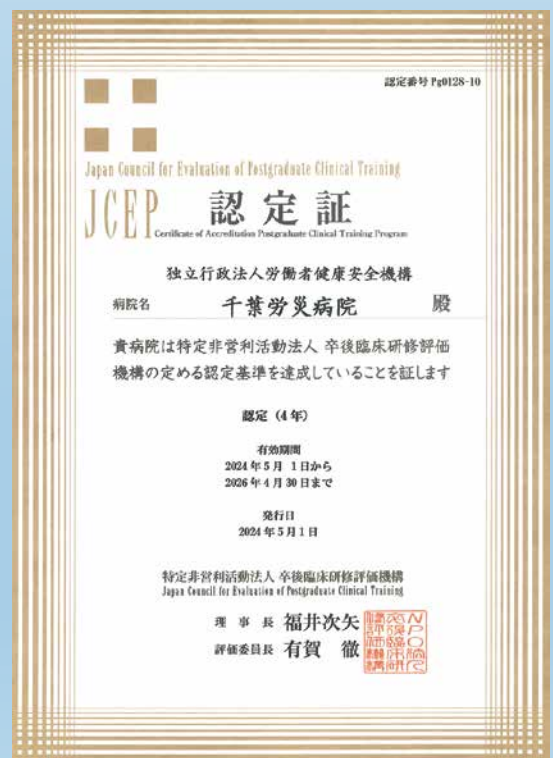 認定番号 Pg0128-10
Japan Council for Evaluation of Postgraduate Clinical Training
JCEP 認定証
Certificate of Accreditation Postgraduate Clinical Training Program
独立行政法人労働者健康安全機構
病院名 千葉労災病院 殿
貴病院は特定非営利活動法人 卒後臨床研修評価
機構の定める認定基準を達成していることを証します
認定（4年）
有効期間
2024年5月 1日から
2026年4月30日まで
発行日
2024年5月1日
特定非営利活動法人 卒後臨床研修評価機構
Japan Council for Evaluation of Postgraduate Clinical Training
理事長 福井次矢
評価委員長 有賀 徹